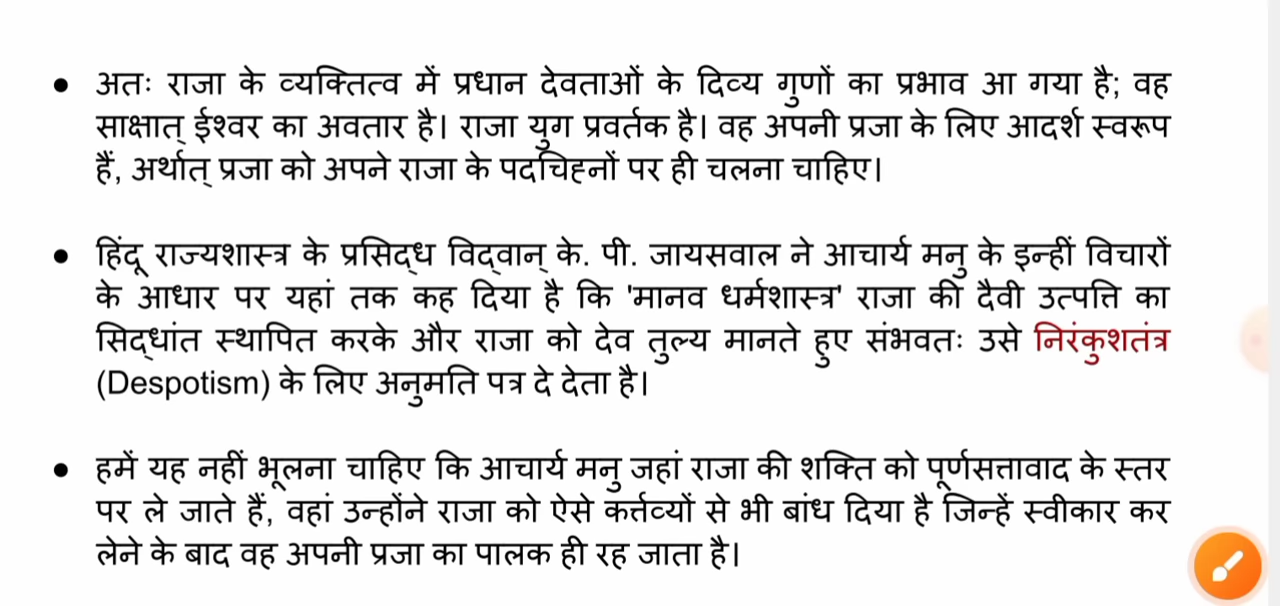 • अतः राजा के व्यक्तित्व में प्रधान देवताओं के दिव्य गुणों का प्रभाव आ गया है; वह
साक्षात् ईश्वर का अवतार है। राजा युग प्रवर्तक है। वह अपनी प्रजा के लिए आदर्श स्वरूप
हैं, अर्थात् प्रजा को अपने राजा के पदचिह्नों पर ही चलना चाहिए।
• हिंदू राज्यशास्त्र के प्रसिद्ध विद्वान् के. पी. जायसवाल ने आचार्य मनु के इन्हीं विचारों
के आधार पर यहां तक कह दिया है कि 'मानव धर्मशास्त्र' राजा की दैवी उत्पत्ति का
सिद्धांत स्थापित करके और राजा को देव तुल्य मानते हुए संभवतः उसे निरंकुशतंत्र
(Despotism) के लिए अनुमति पत्र दे देता है।
• हमें यह नहीं भूलना चाहिए कि आचार्य मनु जहां राजा की शक्ति को पूर्णसत्तावाद के स्तर
पर ले जाते हैं, वहां उन्होंने राजा को ऐसे कर्त्तव्यों से भी बांध दिया है जिन्हें स्वीकार कर
लेने के बाद वह अपनी प्रजा का पालक ही रह जाता है।